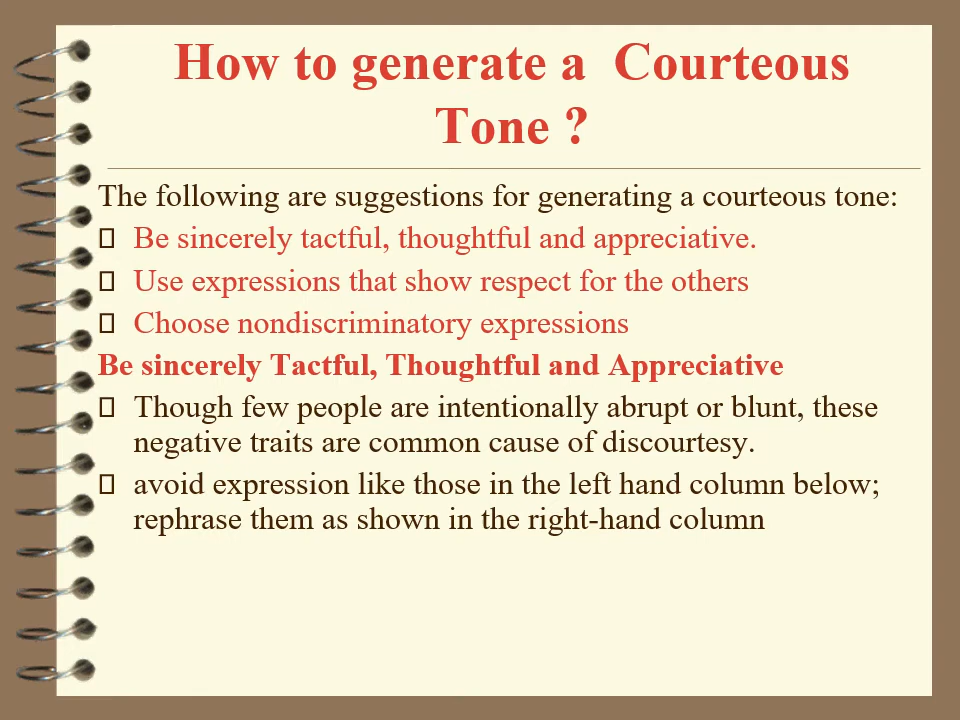 How to generate a  Courteous
Tone ?
The following are suggestions for generating a courteous tone:
Be sincerely tactful, thoughtful and appreciative.
Use expressions that show respect for the others
Choose nondiscriminatory expressions
Be sincerely Tactful, Thoughtful and Appreciative
Though few people are intentionally abrupt or blunt, these
negative traits are common cause of discourtesy.
avoid expression like those in the left hand column below;
rephrase them as shown in the right-hand column